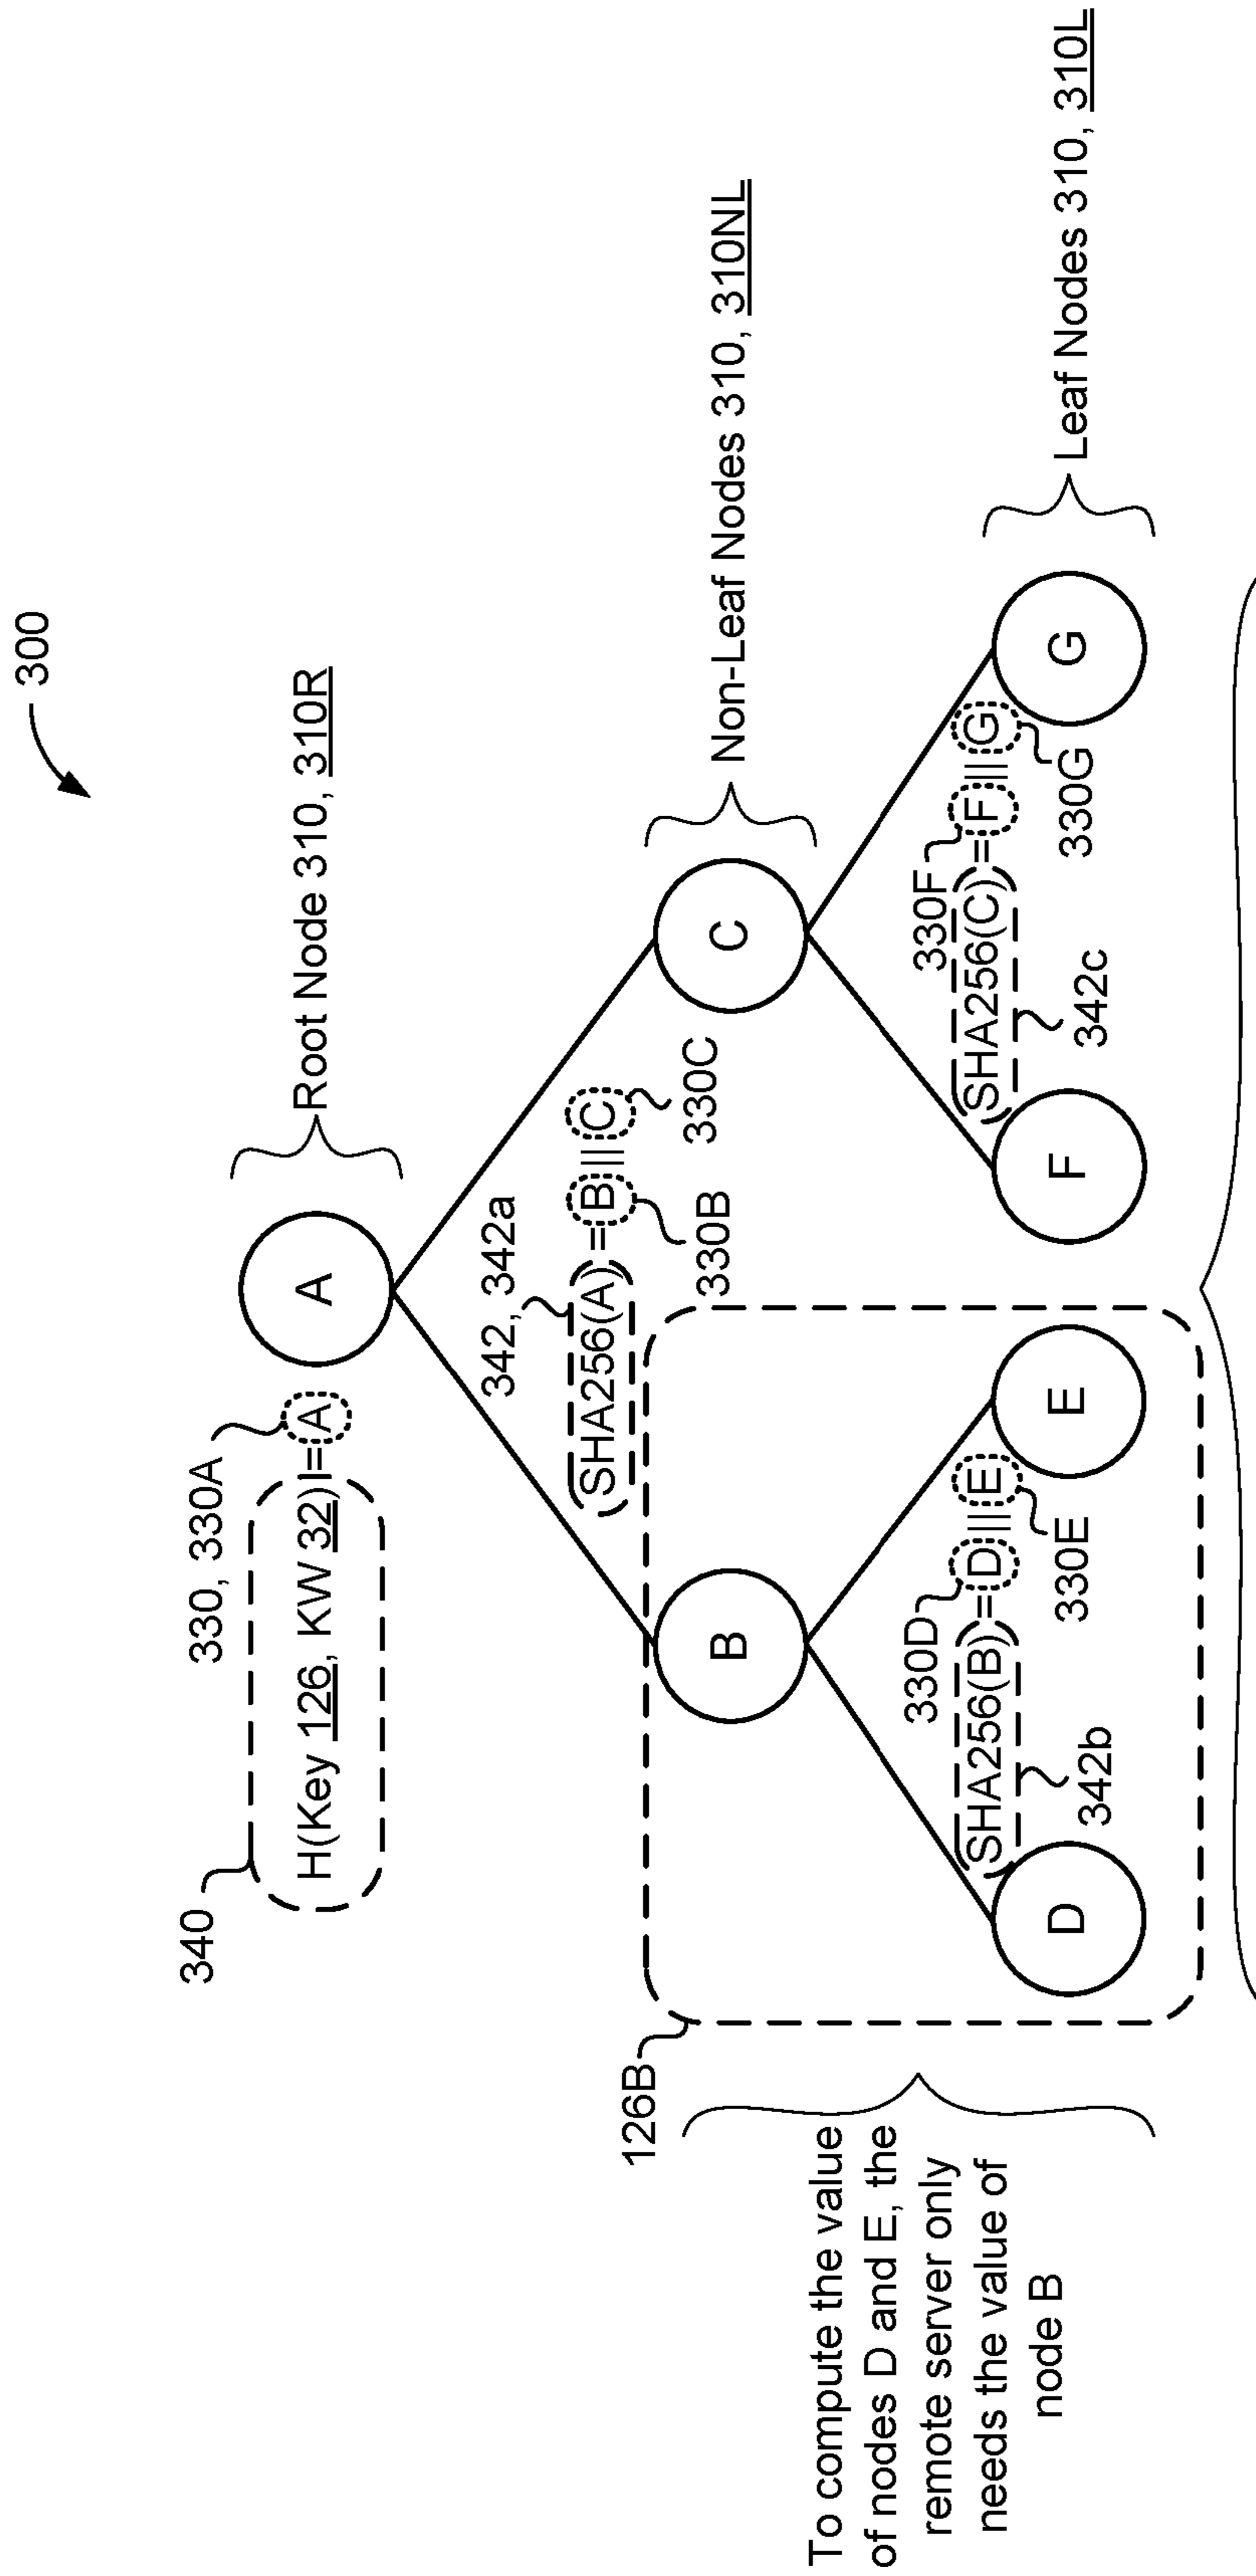 300
Root Node 310, 310R
330, 330A
340
H(Key 126, KW 32)=A
A
342, 342a
SHA256(A)=B||C
330B
330C
Non-Leaf Nodes 310, 310NL
B
C
126B
To compute the value
of nodes D and E, the
remote server only
needs the value of
node B
330D
SHA256(B)=D||E
342b
330E
330F
SHA256(C)=F||G
342c
330G
D
E
F
G
Leaf Nodes 310, 310L